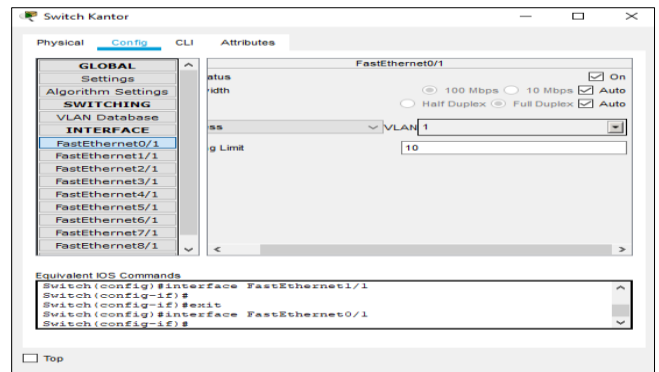 Switch Kantor
Physical Config CLI Attributes
GLOBAL
Settings
Algorithm Settings
SWITCHING
VLAN Database
INTERFACE
FastEthernet0/1
FastEthernet1/1
FastEthernet2/1
FastEthernet3/1
FastEthernet4/1
FastEthernet5/1
FastEthernet6/1
FastEthernet7/1
FastEthernet8/1
FastEthernet0/1
atus On
idth 100 Mbps 10 Mbps Auto
Half Duplex Full Duplex Auto
ss VLAN 1
g Limit 10
Equivalent IOS Commands
Switch(config)#interface FastEthernet1/1
Switch(config-if)#
Switch(config-if)#exit
Switch(config)#interface FastEthernet0/1
Switch(config-if)#
Top